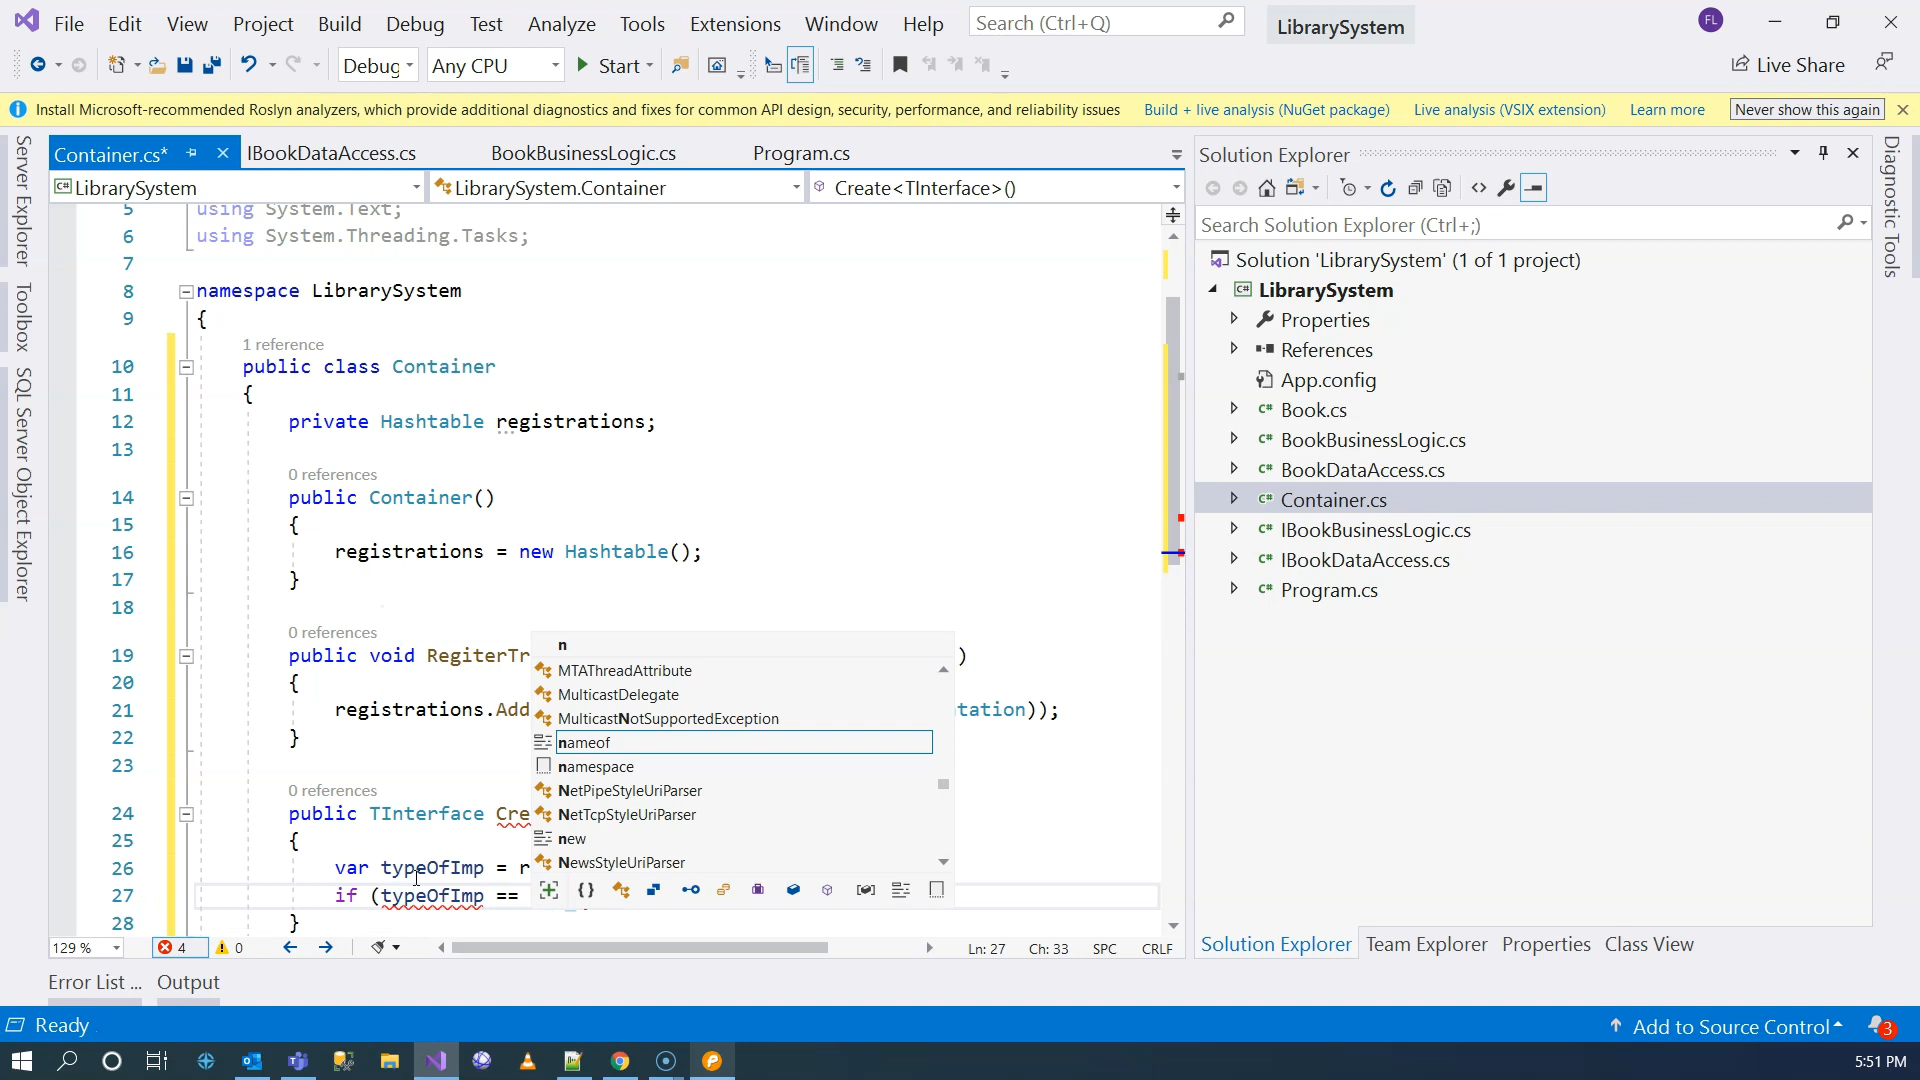 File Edit View Project Build Debug Test Analyze Tools Extensions Window Help Search (Ctrl+Q) LibrarySystem FL
Debug Any CPU Start Live Share
Install Microsoft-recommended Roslyn analyzers, which provide additional diagnostics and fixes for common API design, security, performance, and reliability issues Build + live analysis (NuGet package) Live analysis (VSIX extension) Learn more Never show this again
Server Explorer
Toolbox
SQL Server Object Explorer
Container.cs* IBookDataAccess.cs BookBusinessLogic.cs Program.cs
LibrarySystem LibrarySystem.Container Create<TInterface>()
5 using System.Text;
6 using System.Threading.Tasks;
7
8 namespace LibrarySystem
9 {
1 reference
10 public class Container
11 {
12 private Hashtable registrations;
13
0 references
14 public Container()
15 {
16 registrations = new Hashtable();
17 }
18
0 references
19 public void RegiterTr )
20 {
21 registrations.Add tation));
22 }
23
0 references
24 public TInterface Cre
25 {
26 var typeOfImp = r
27 if (typeOfImp ==
28 }
n
MTAThreadAttribute
MulticastDelegate
MulticastNotSupportedException
nameof
namespace
NetPipeStyleUriParser
NetTcpStyleUriParser
new
NewsStyleUriParser
129 % 4 0 Ln: 27 Ch: 33 SPC CRLF
Error List ... Output
Solution Explorer
Search Solution Explorer (Ctrl+;)
Solution 'LibrarySystem' (1 of 1 project)
LibrarySystem
Properties
References
App.config
Book.cs
BookBusinessLogic.cs
BookDataAccess.cs
Container.cs
IBookBusinessLogic.cs
IBookDataAccess.cs
Program.cs
Solution Explorer Team Explorer Properties Class View
Diagnostic Tools
Ready Add to Source Control 3
5:51 PM